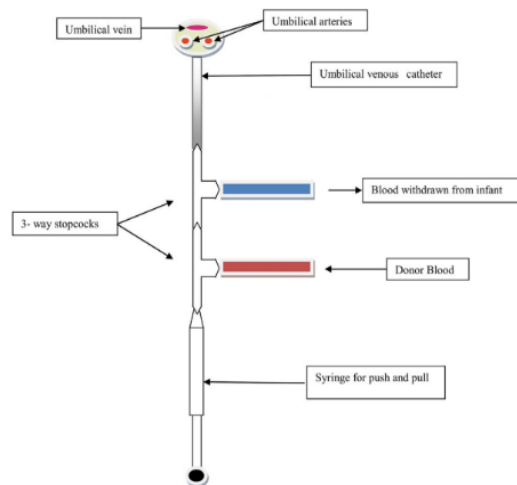 Umbilical vein
Umbilical arteries
Umbilical venous catheter
Blood withdrawn from infant
3- way stopcocks
Donor Blood
Syringe for push and pull